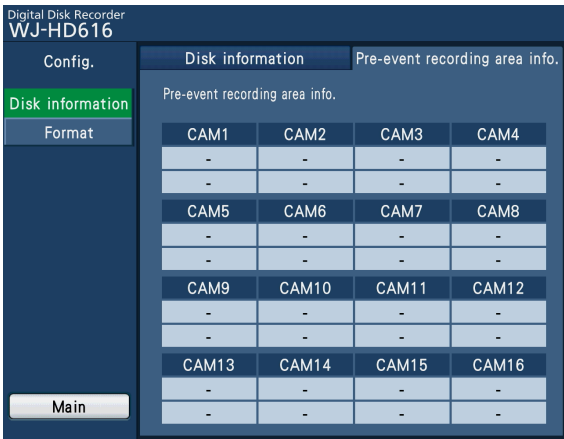 Digital Disk Recorder
WJ-HD616
Config.
Disk information
Format
Main
Disk information Pre-event recording area info.
Pre-event recording area info.
CAM1 CAM2 CAM3 CAM4
- - - -
- - - -
CAM5 CAM6 CAM7 CAM8
- - - -
- - - -
CAM9 CAM10 CAM11 CAM12
- - - -
- - - -
CAM13 CAM14 CAM15 CAM16
- - - -
- - - -